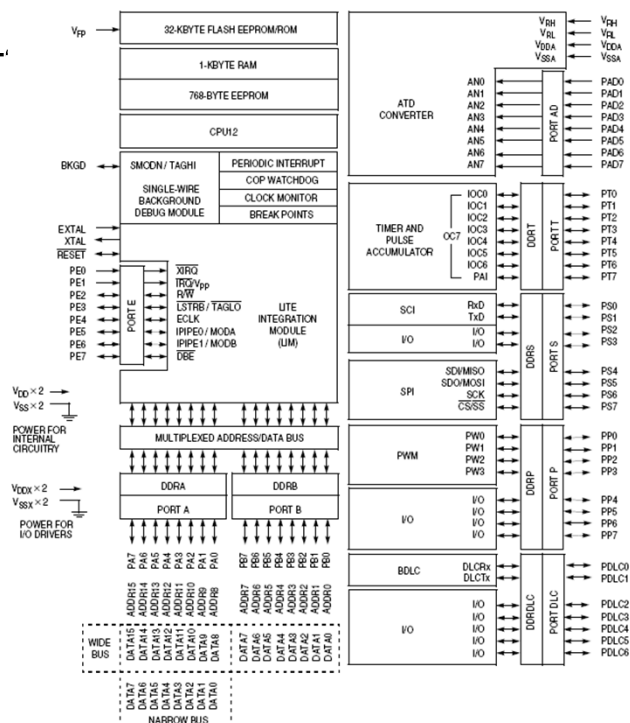 VFP
32-KBYTE FLASH EEPROM/ROM
1-KBYTE RAM
768-BYTE EEPROM
CPU12
BKGD
SMODN / TAGHI
SINGLE-WIRE
BACKGROUND
DEBUG MODULE
PERIODIC INTERRUPT
COP WATCHDOG
CLOCK MONITOR
BREAK POINTS
EXTAL
XTAL
RESET
PE0
PE1
PE2
PE3
PE4
PE5
PE6
PE7
PORT E
XIRQ
IRQ/VPP
R/W
LSTRB / TAGLO
ECLK
IPIPE0 / MODA
IPIPE1 / MODB
DBE
LITE
INTEGRATION
MODULE
(LIM)
VDD × 2
VSS × 2
POWER FOR
INTERNAL
CIRCUITRY
MULTIPLEXED ADDRESS/DATA BUS
VDDX × 2
VSSX × 2
POWER FOR
I/O DRIVERS
DDRA
DDRB
PORT A
PORT B
PA7 PA6 PA5 PA4 PA3 PA2 PA1 PA0
PB7 PB6 PB5 PB4 PB3 PB2 PB1 PB0
ADDR15 ADDR14 ADDR13 ADDR12 ADDR11 ADDR10 ADDR9 ADDR8
ADDR7 ADDR6 ADDR5 ADDR4 ADDR3 ADDR2 ADDR1 ADDR0
WIDE
BUS
DATA15 DATA14 DATA13 DATA12 DATA11 DATA10 DATA9 DATA8
DATA7 DATA6 DATA5 DATA4 DATA3 DATA2 DATA1 DATA0
DATA7 DATA6 DATA5 DATA4 DATA3 DATA2 DATA1 DATA0
NARROW BUS
ATD
CONVERTER
VRH VRH
VRL VRL
VDDA VDDA
VSSA VSSA
AN0 PAD0
AN1 PAD1
AN2 PAD2
AN3 PAD3
AN4 PAD4
AN5 PAD5
AN6 PAD6
AN7 PAD7
PORT AD
TIMER AND
PULSE
ACCUMULATOR
OC7
IOC0 PT0
IOC1 PT1
IOC2 PT2
IOC3 PT3
IOC4 PT4
IOC5 PT5
IOC6 PT6
PAI PT7
DDRT
PORT T
SCI
RxD PS0
TxD PS1
I/O
I/O PS2
I/O PS3
SPI
SDI/MISO PS4
SDO/MOSI PS5
SCK PS6
CS/SS PS7
DDRS
PORT S
PWM
PW0 PP0
PW1 PP1
PW2 PP2
PW3 PP3
I/O
I/O PP4
I/O PP5
I/O PP6
I/O PP7
DDRP
PORT P
BDLC
DLCRx PDLC0
DLCTx PDLC1
I/O
I/O PDLC2
I/O PDLC3
I/O PDLC4
I/O PDLC5
I/O PDLC6
DDRDLC
PORT DLC